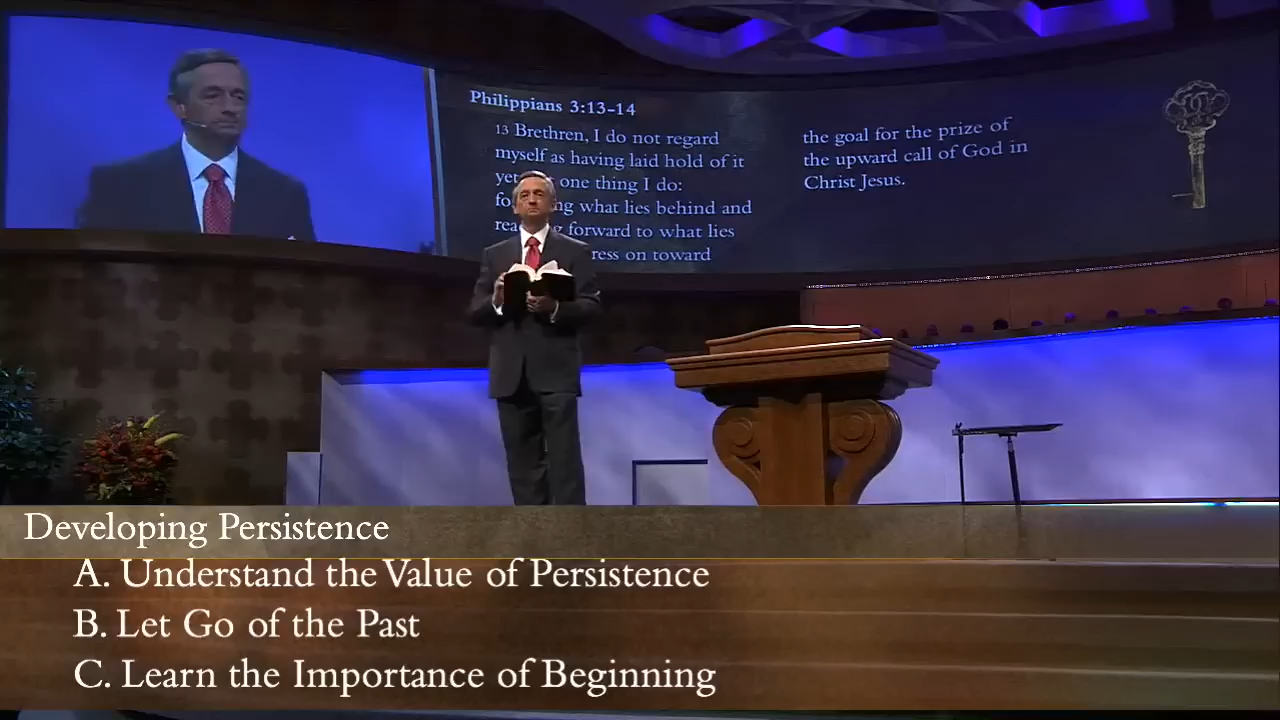 Philippians 3:13-14
13 Brethren, I do not regard
myself as having laid hold of it
yet one thing I do:
what lies behind and
forward to what lies
on toward
the goal for the prize of
the upward call of God in
Christ Jesus.
Developing Persistence
A. Understand the Value of Persistence
B. Let Go of the Past
C. Learn the Importance of Beginning